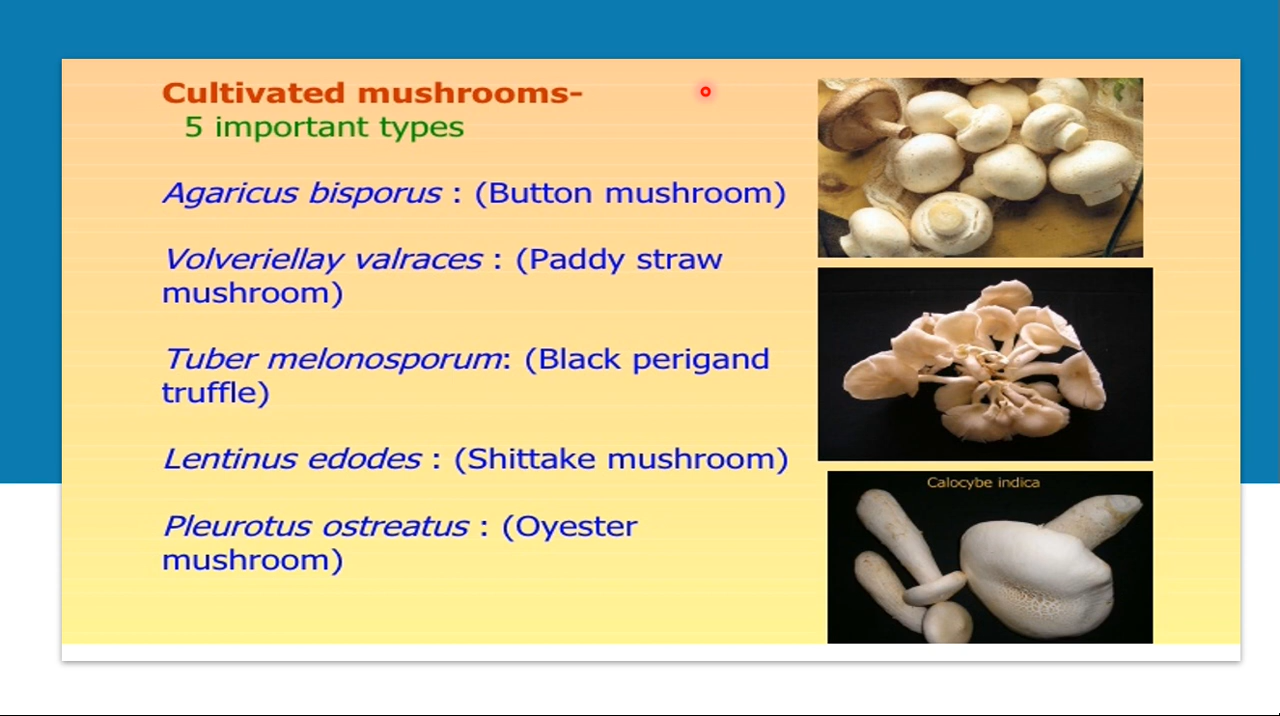 Cultivated mushrooms-
5 important types
Agaricus bisporus : (Button mushroom)
Volveriellay valraces : (Paddy straw
mushroom)
Tuber melonosporum: (Black perigand
truffle)
Lentinus edodes : (Shittake mushroom)
Pleurotus ostreatus : (Oyester
mushroom)
Calocybe indica